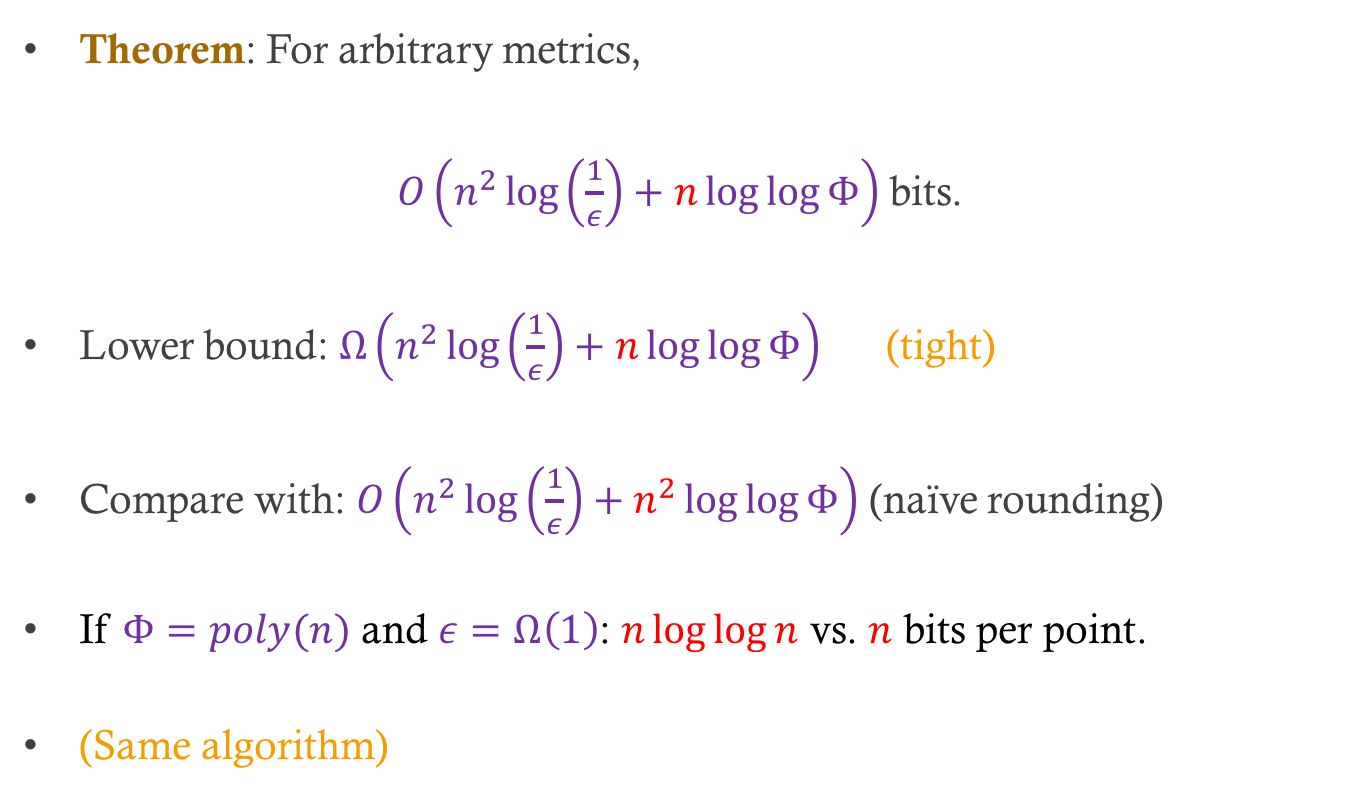 • Theorem: For arbitrary metrics,
O(n² log(1/ϵ) + n log log Φ) bits.
• Lower bound: Ω(n² log(1/ϵ) + n log log Φ) (tight)
• Compare with: O(n² log(1/ϵ) + n² log log Φ) (naïve rounding)
• If Φ = poly(n) and ϵ = Ω(1): n log log n vs. n bits per point.
• (Same algorithm)